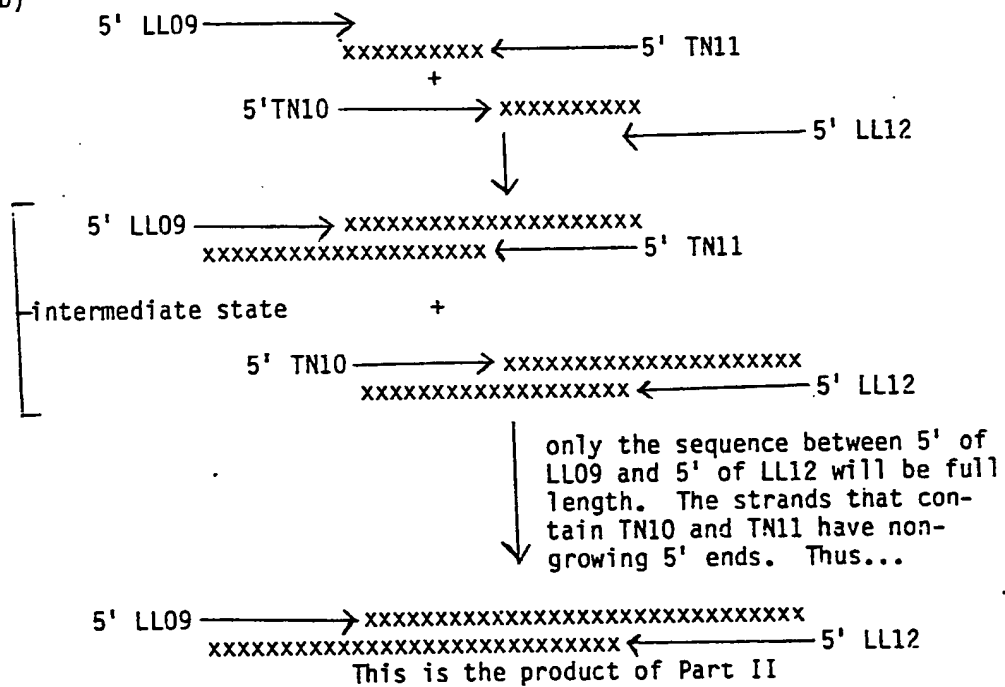 b)
5' LL09
xxxxxxxxxx 5' TN11
+
5'TN10 xxxxxxxxxx
5' LL12
5' LL09 xxxxxxxxxxxxxxxxxxxxx
xxxxxxxxxxxxxxxxxxxx 5' TN11
intermediate state +
5' TN10 xxxxxxxxxxxxxxxxxxxxx
xxxxxxxxxxxxxxxxxxx 5' LL12
only the sequence between 5' of
LL09 and 5' of LL12 will be full
length. The strands that con-
tain TN10 and TN11 have non-
growing 5' ends. Thus...
5' LL09 xxxxxxxxxxxxxxxxxxxxxxxxxxxxxxx
xxxxxxxxxxxxxxxxxxxxxxxxxxxxx 5' LL12
This is the product of Part II